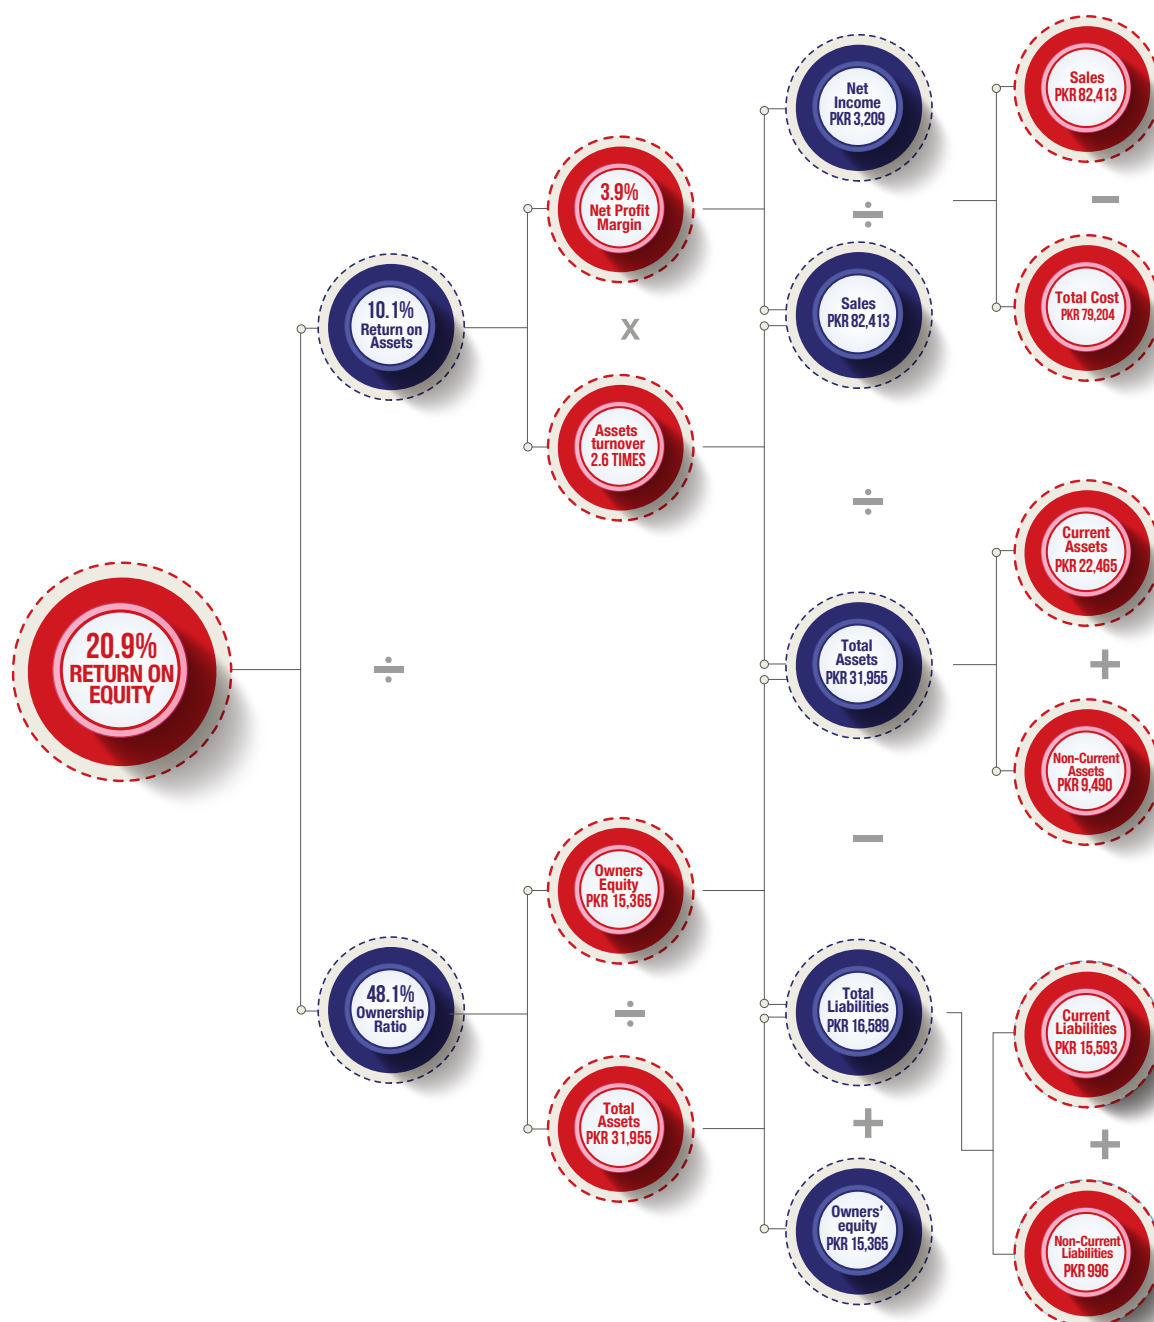 Sales
PKR 82,413
Net
Income
PKR 3,209
3.9%
Net Profit
Margin
÷
−
10.1%
Return on
Assets
Sales
PKR 82,413
Total Cost
PKR 79,204
X
Assets
turnover
2.6 TIMES
÷
Current
Assets
PKR 22,465
20.9%
RETURN ON
EQUITY
÷
Total
Assets
PKR 31,955
+
Non-Current
Assets
PKR 9,490
−
Owners
Equity
PKR 15,365
48.1%
Ownership
Ratio
÷
Total
Liabilities
PKR 16,589
Current
Liabilities
PKR 15,593
Total
Assets
PKR 31,955
+
+
Owners'
equity
PKR 15,365
Non-Current
Liabilities
PKR 996